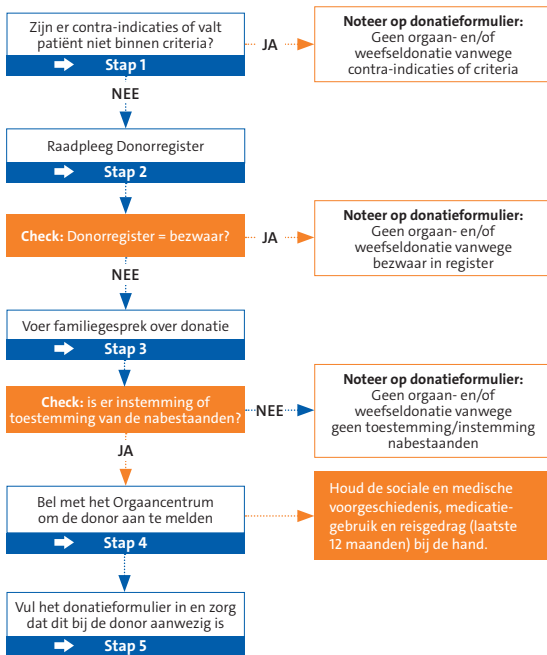 Zijn er contra-indicaties of valt
patiënt niet binnen criteria?
Stap 1
JA
Noteer op donatieformulier:
Geen orgaan- en/of
weefseldonatie vanwege
contra-indicaties of criteria
NEE
Raadpleeg Donorregister
Stap 2
Check: Donorregister = bezwaar?
JA
Noteer op donatieformulier:
Geen orgaan- en/of
weefseldonatie vanwege
bezwaar in register
NEE
Voer familiegesprek over donatie
Stap 3
Check: is er instemming of
toestemming van de nabestaanden?
NEE
Noteer op donatieformulier:
Geen orgaan- en/of
weefseldonatie vanwege
geen toestemming/instemming
nabestaanden
JA
Bel met het Orgaancentrum
om de donor aan te melden
Stap 4
Houd de sociale en medische
voorgeschiedenis, medicatie-
gebruik en reisgedrag (laatste
12 maanden) bij de hand.
Vul het donatieformulier in en zorg
dat dit bij de donor aanwezig is
Stap 5